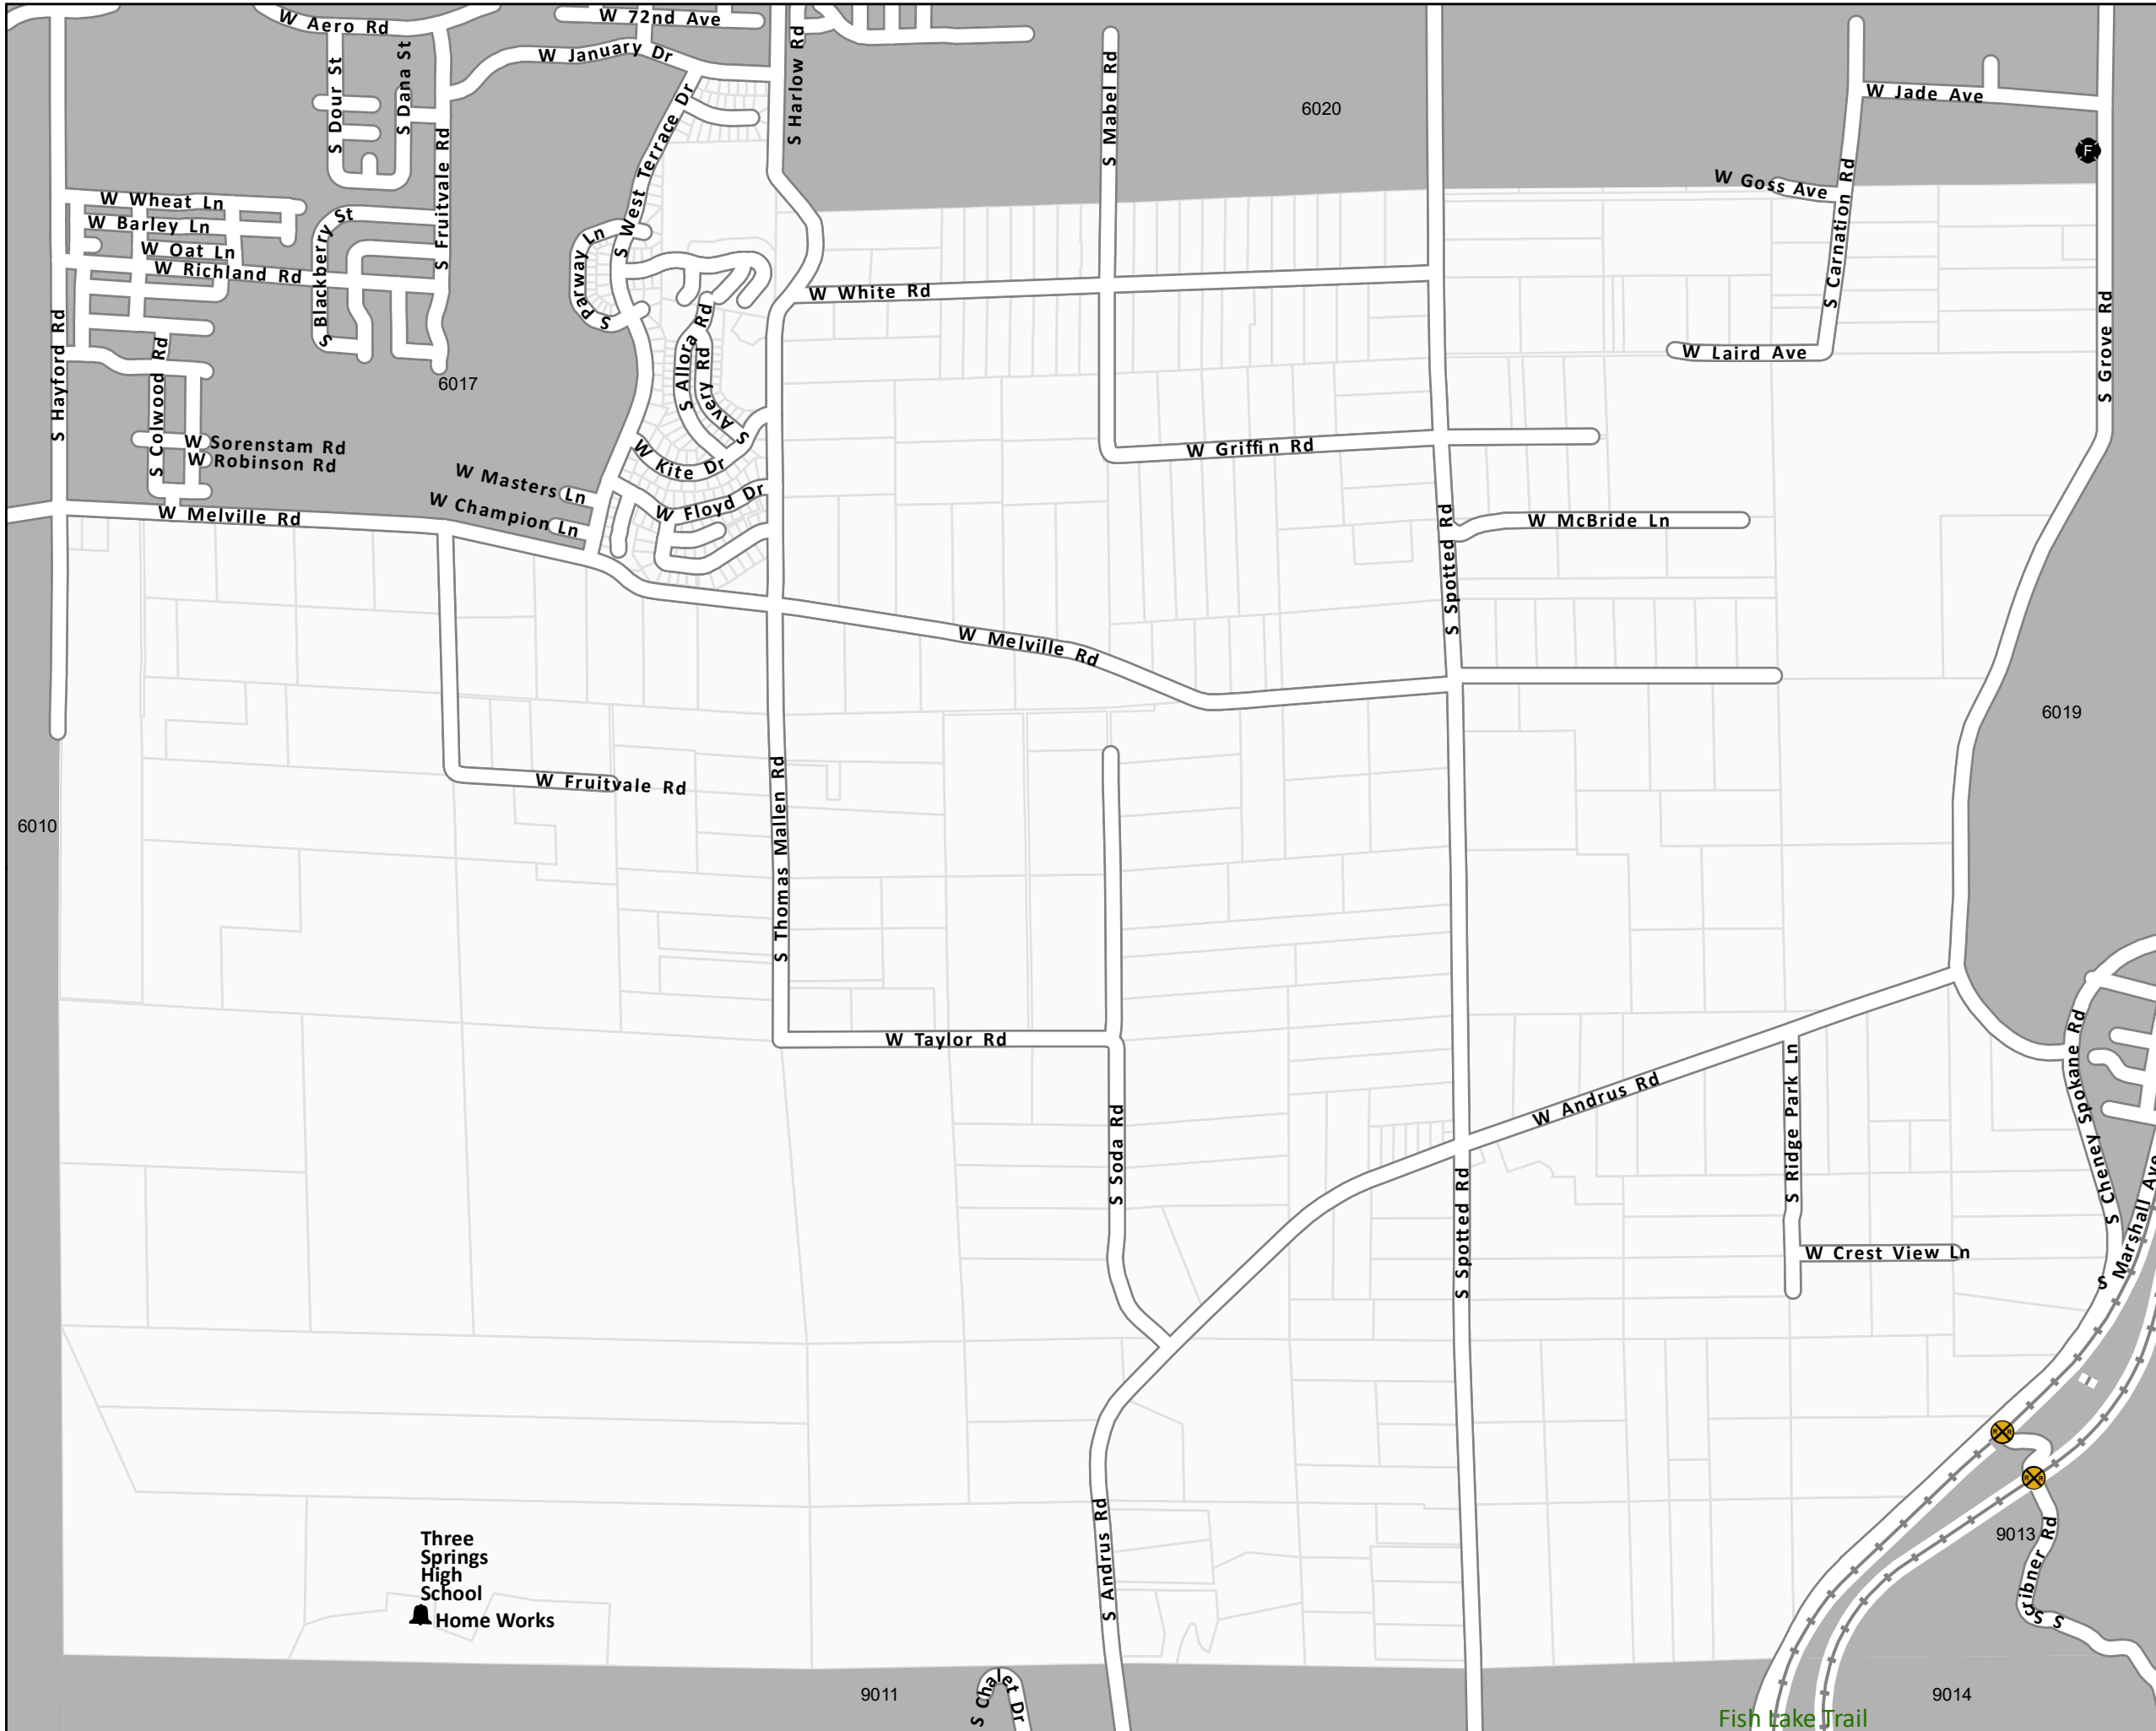 W Aero Rd
W 72nd Ave
W January Dr
S Dour St
S Dana St
S Harlow Rd
S Mabel Rd
6020
W Jade Ave
F
S Fruitvale Rd
S West Terrace Dr
W Goss Ave
S Carnation Rd
W Wheat Ln
W Barley Ln
W Oat Ln
W Richland Rd
S Blackberry St
S Parway Ln
W White Rd
S Allora Rd
S Avery Rd
W Laird Ave
S Grove Rd
S Hayford Rd
S Colwood Rd
6017
W Sorenstam Rd
W Robinson Rd
W Kite Dr
W Griffin Rd
W Masters Ln
W Champion Ln
W Floyd Dr
W Melville Rd
W McBride Ln
S Spotted Rd
W Melville Rd
6019
W Fruitvale Rd
S Thomas Mallen Rd
6010
W Taylor Rd
S Cheney Spokane Rd
W Andrus Rd
S Ridge Park Ln
S Soda Rd
S Spotted Rd
S Marshall Ave
W Crest View Ln
R R
R R
9013
S Scribner Rd
Three
Springs
High
School
Home Works
S Andrus Rd
9011
S Chalet Dr
9014
Fish Lake Trail